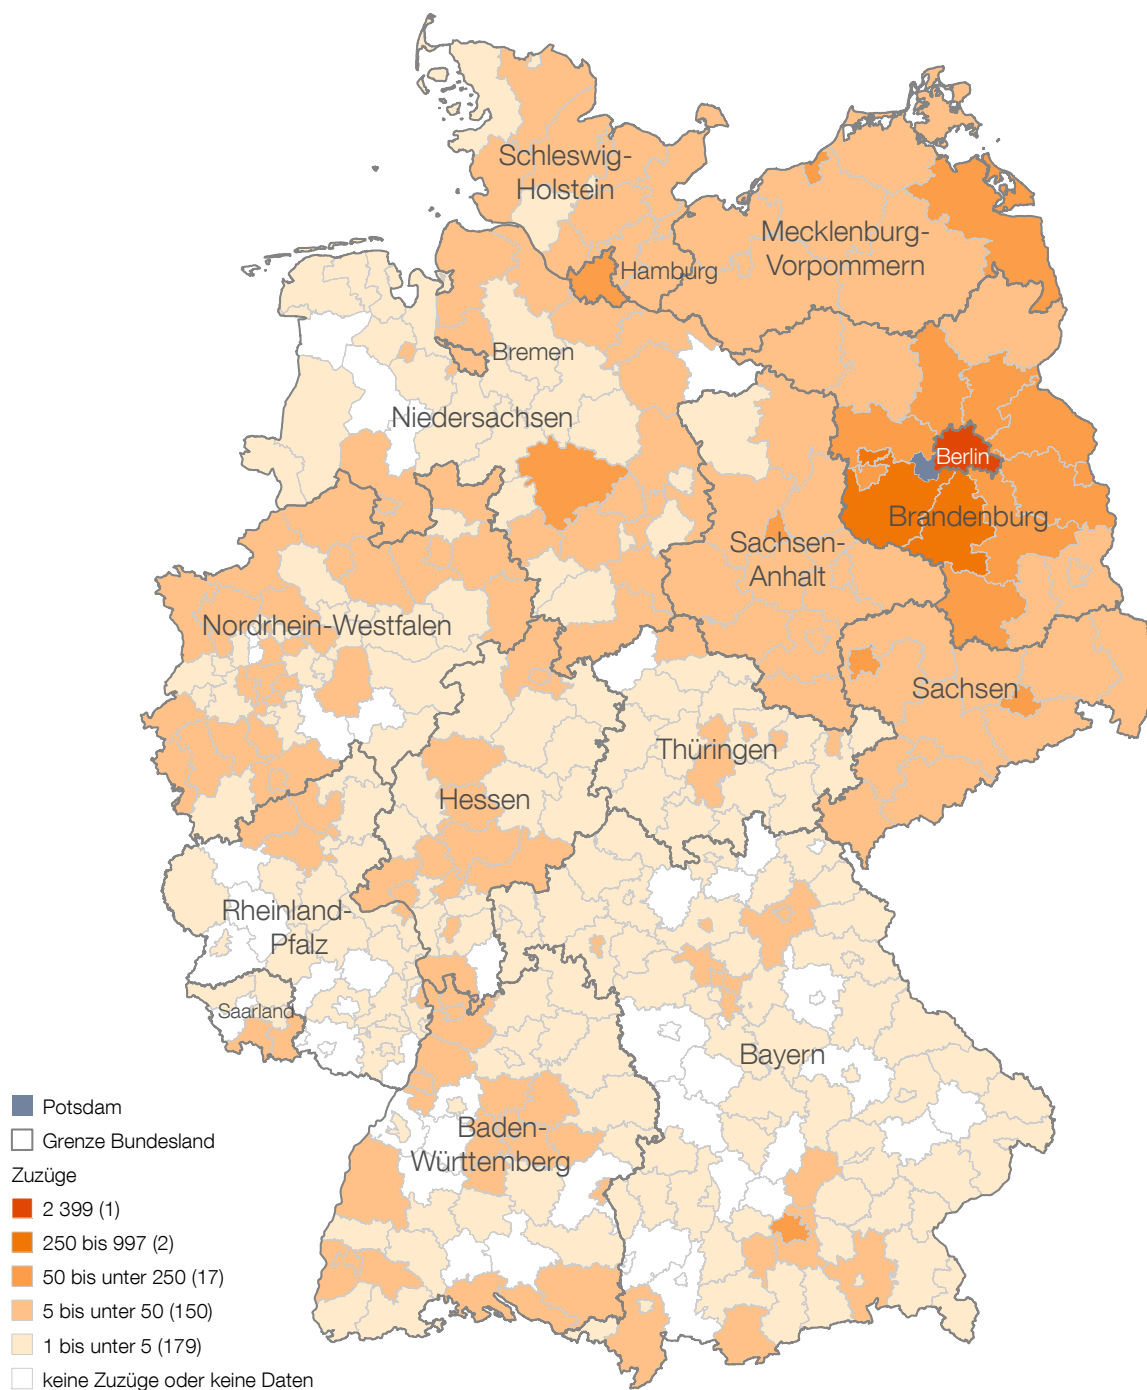 Schleswig-
Holstein
Mecklenburg-
Vorpommern
Hamburg
Bremen
Niedersachsen
Berlin
Brandenburg
Sachsen-
Anhalt
Nordrhein-Westfalen
Sachsen
Thüringen
Hessen
Rheinland-
Pfalz
Saarland
Bayern
Baden-
Württemberg
Potsdam
Grenze Bundesland
Zuzüge
2 399 (1)
250 bis 997 (2)
50 bis unter 250 (17)
5 bis unter 50 (150)
1 bis unter 5 (179)
keine Zuzüge oder keine Daten